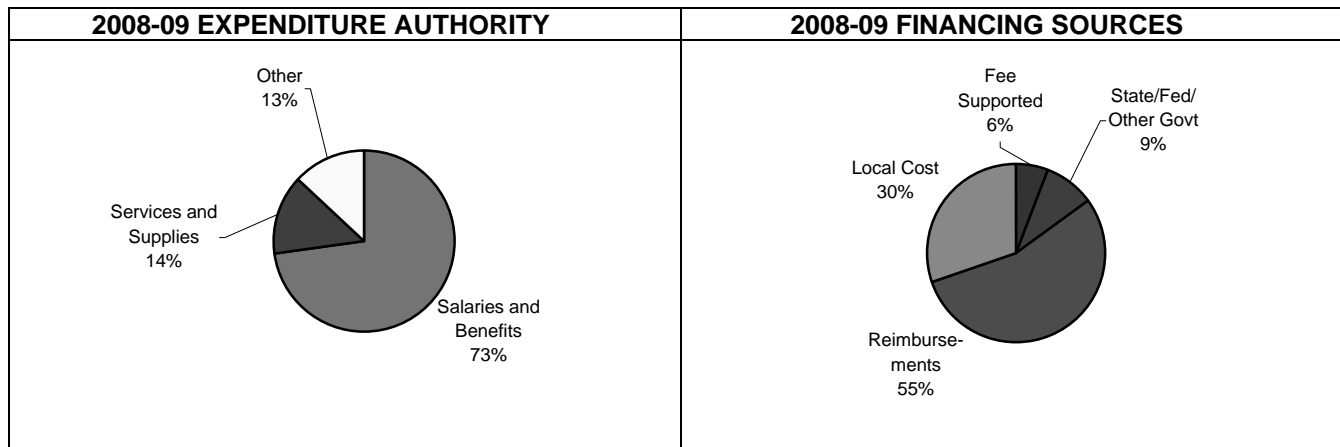 2008-09 EXPENDITURE AUTHORITY
Other
13%
Services and
Supplies
14%
Salaries and
Benefits
73%
2008-09 FINANCING SOURCES
Fee
Supported
6%
State/Fed/
Other Govt
9%
Local Cost
30%
Reimburse-
ments
55%